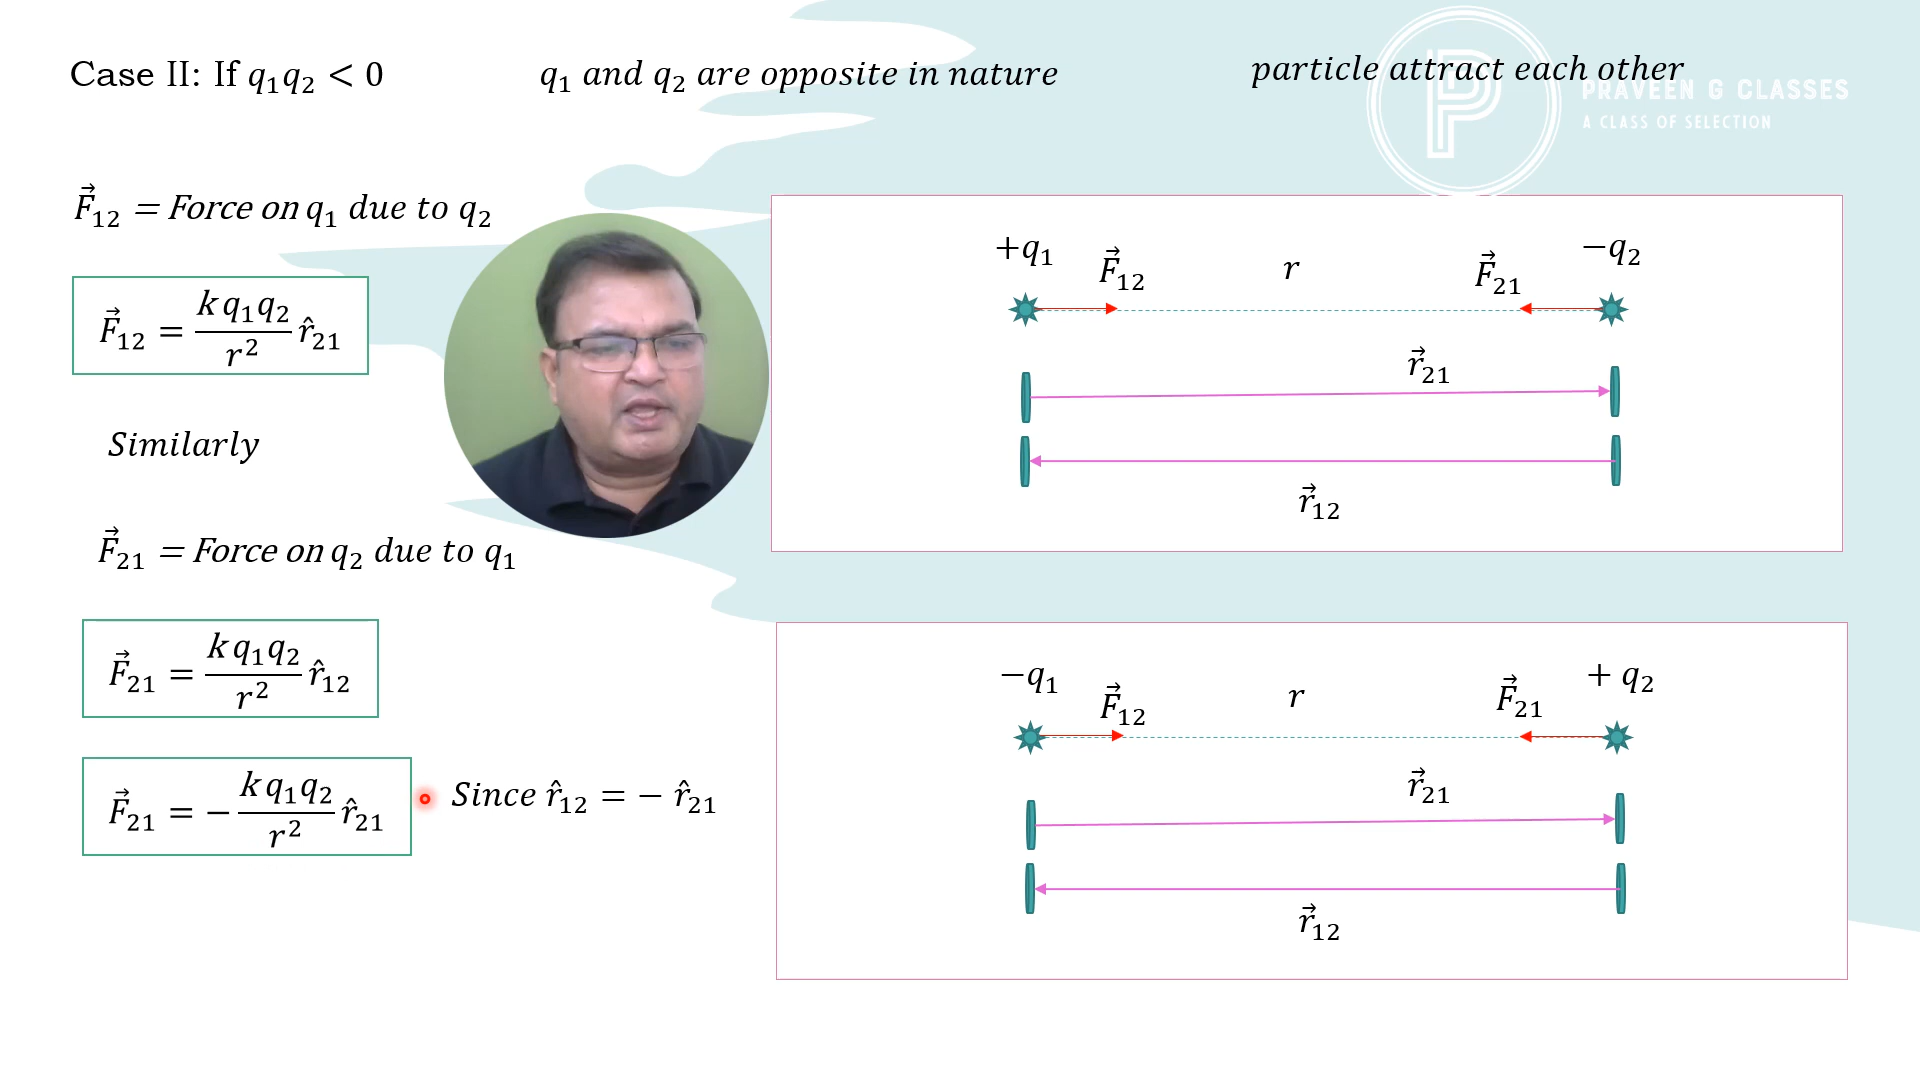 Case II: If q₁q₂ < 0
q₁ and q₂ are opposite in nature
particle attract each other
PRAVEEN G CLASSES
A CLASS OF SELECTION
F⃗₁₂ = Force on q₁ due to q₂
F⃗₁₂ = k q₁q₂ / r² r̂₂₁
Similarly
F⃗₂₁ = Force on q₂ due to q₁
F⃗₂₁ = k q₁q₂ / r² r̂₁₂
F⃗₂₁ = − k q₁q₂ / r² r̂₂₁
Since r̂₁₂ = − r̂₂₁
+q₁ F⃗₁₂ r F⃗₂₁ −q₂
r⃗₂₁
r⃗₁₂
−q₁ F⃗₁₂ r F⃗₂₁ + q₂
r⃗₂₁
r⃗₁₂